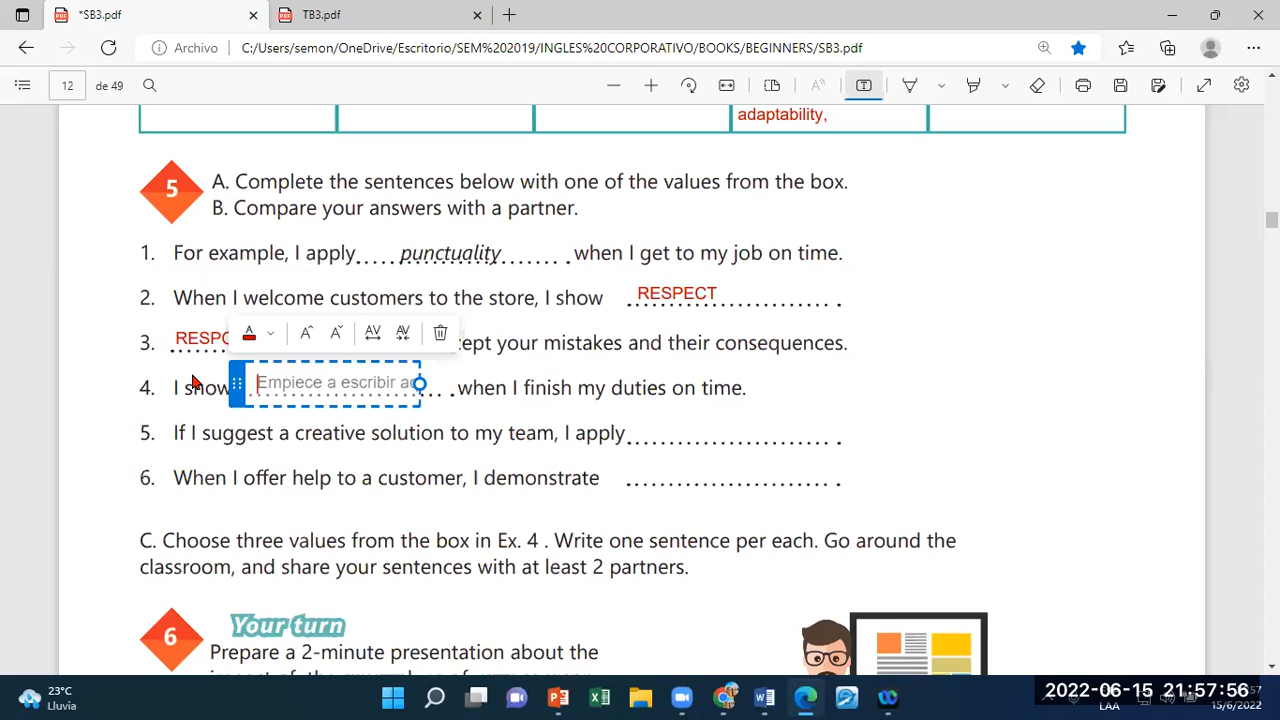 *SB3.pdf
TB3.pdf
Archivo
C:/Users/semon/OneDrive/Escritorio/SEM%202019/INGLES%20CORPORATIVO/BOOKS/BEGINNERS/SB3.pdf
12 de 49
adaptability,
5
A. Complete the sentences below with one of the values from the box.
B. Compare your answers with a partner.
1. For example, I apply.....punctuality....... . when I get to my job on time.
2. When I welcome customers to the store, I show RESPECT
3. your mistakes and their consequences.
4. I show Empiece a escribir when I finish my duties on time.
5. If I suggest a creative solution to my team, I apply
6. When I offer help to a customer, I demonstrate
C. Choose three values from the box in Ex. 4 . Write one sentence per each. Go around the
classroom, and share your sentences with at least 2 partners.
6
Your turn
Prepare a 2-minute presentation about the
23°C
Lluvia
2022-06-15 21:57:56
LAA
15/6/2022